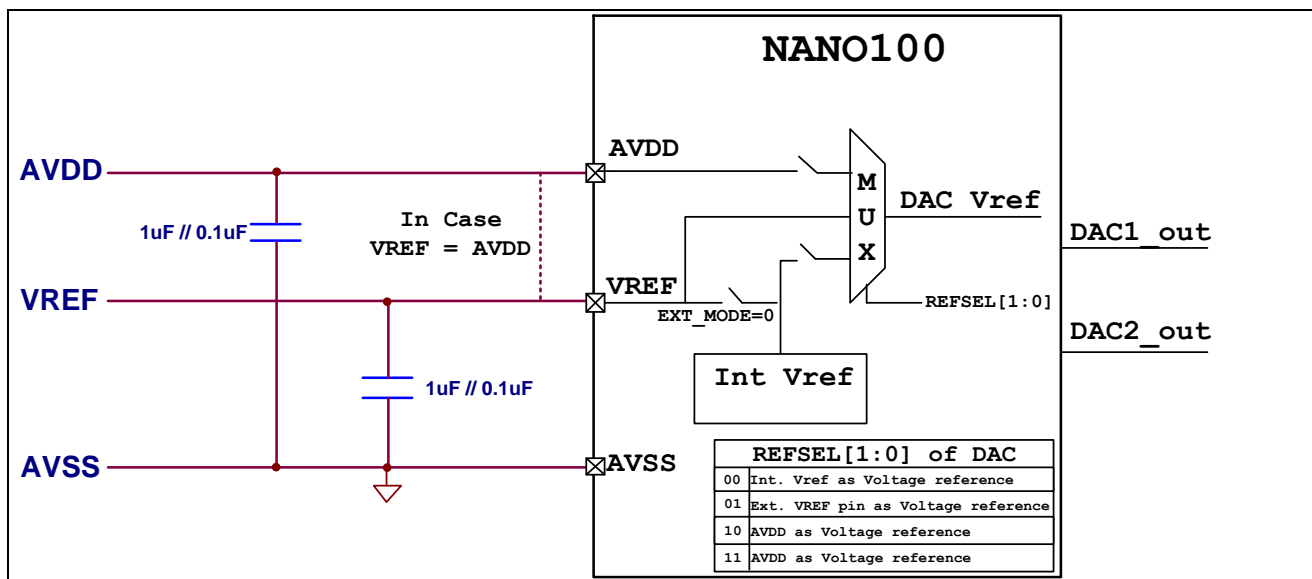 NANO100
AVDD
AVDD
1uF // 0.1uF
In Case
VREF = AVDD
M
U
X
DAC Vref
DAC1_out
VREF
VREF
EXT_MODE=0
REFSEL[1:0]
DAC2_out
Int Vref
1uF // 0.1uF
AVSS
AVSS
REFSEL[1:0] of DAC
00 Int. Vref as Voltage reference
01 Ext. VREF pin as Voltage reference
10 AVDD as Voltage reference
11 AVDD as Voltage reference